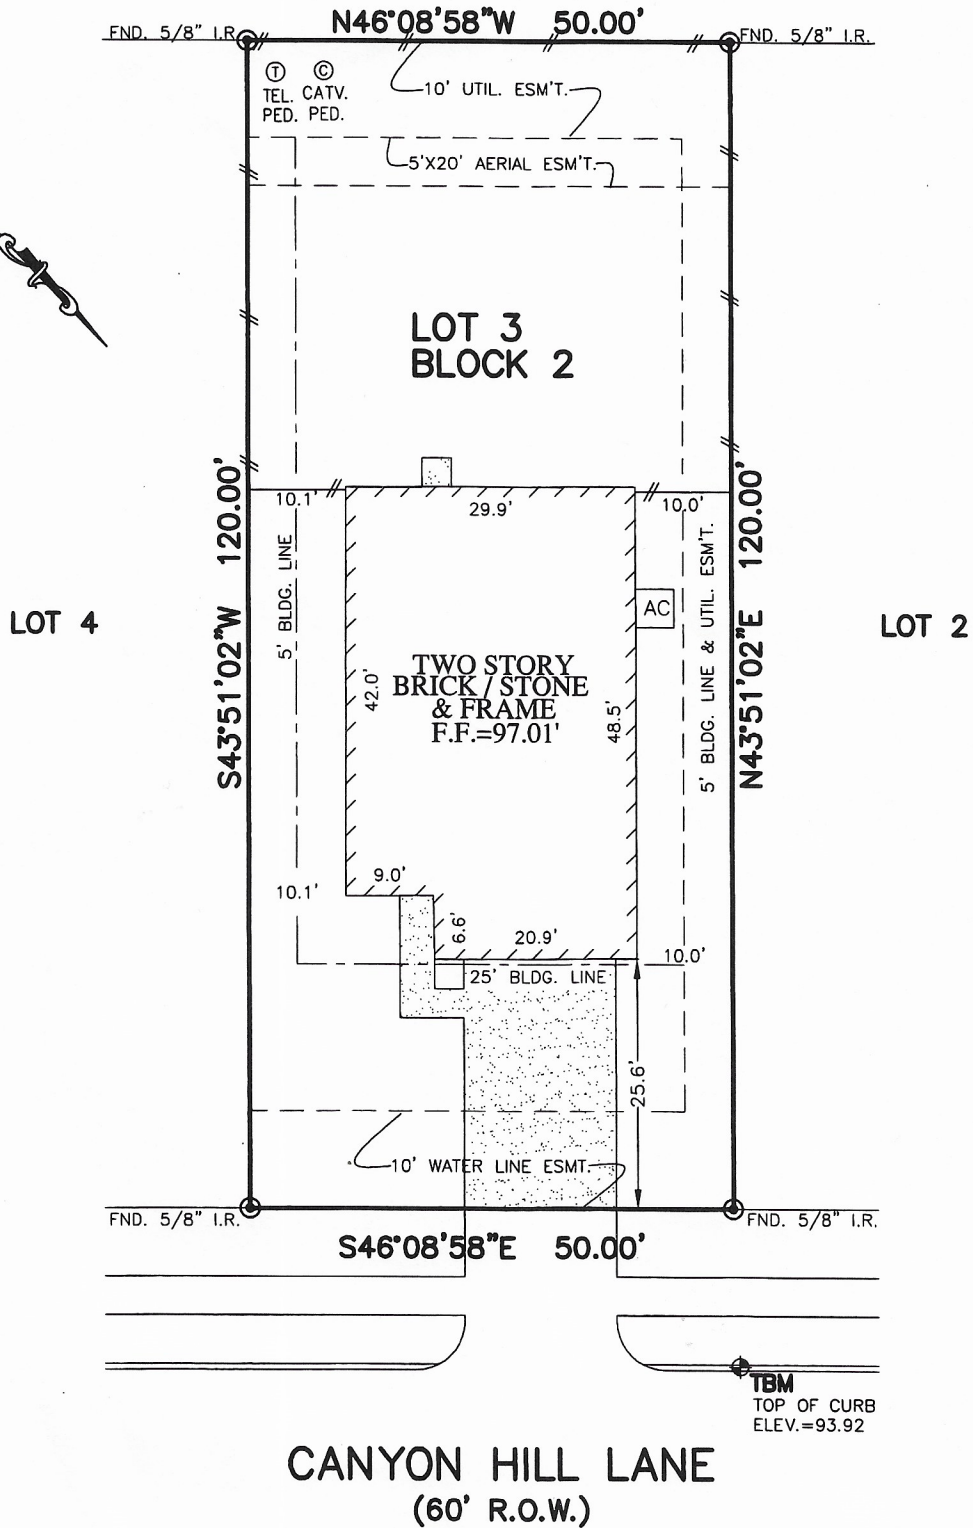 N46°08'58"W 50.00'
FND. 5/8" I.R.
FND. 5/8" I.R.
T
C
TEL. CATV.
PED. PED.
10' UTIL. ESM'T.
5'X20' AERIAL ESM'T.
LOT 3
BLOCK 2
S43°51'02"W 120.00'
10.1'
29.9'
10.0'
N43°51'02"E 120.00'
5' BLDG. LINE
5' BLDG. LINE & UTIL. ESM'T.
AC
LOT 4
LOT 2
TWO STORY
BRICK / STONE
& FRAME
F.F.=97.01'
42.0'
48.5'
9.0'
10.1'
6.6'
20.9'
10.0'
25' BLDG. LINE
25.6'
10' WATER LINE ESMT.
FND. 5/8" I.R.
FND. 5/8" I.R.
S46°08'58"E 50.00'
TBM
TOP OF CURB
ELEV.=93.92
CANYON HILL LANE
(60' R.O.W.)